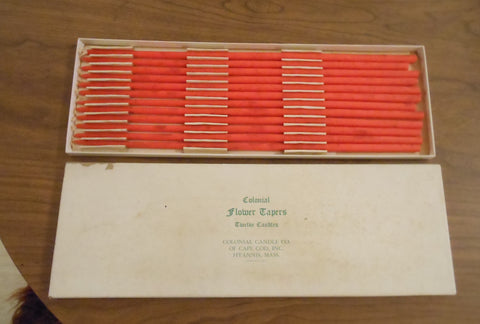 Colonial
Flower Tapers
Twelve Candles
COLONIAL CANDLE CO.
OF CAPE COD, INC.
HYANNIS, MASS.